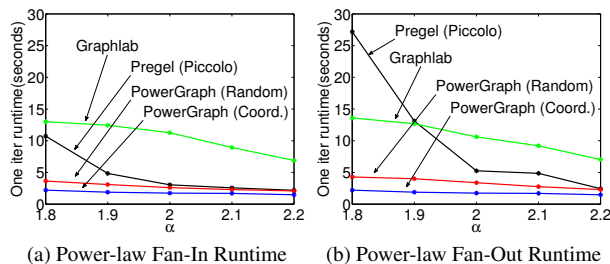 30
25
20
15
10
5
0
One iter runtime(seconds)
Graphlab
Pregel (Piccolo)
PowerGraph (Random)
PowerGraph (Coord.)
1.8 1.9 2 2.1 2.2
α
(a) Power-law Fan-In Runtime
30
25
20
15
10
5
0
One iter runtime(seconds)
Pregel (Piccolo)
Graphlab
PowerGraph (Random)
PowerGraph (Coord.)
1.8 1.9 2 2.1 2.2
α
(b) Power-law Fan-Out Runtime